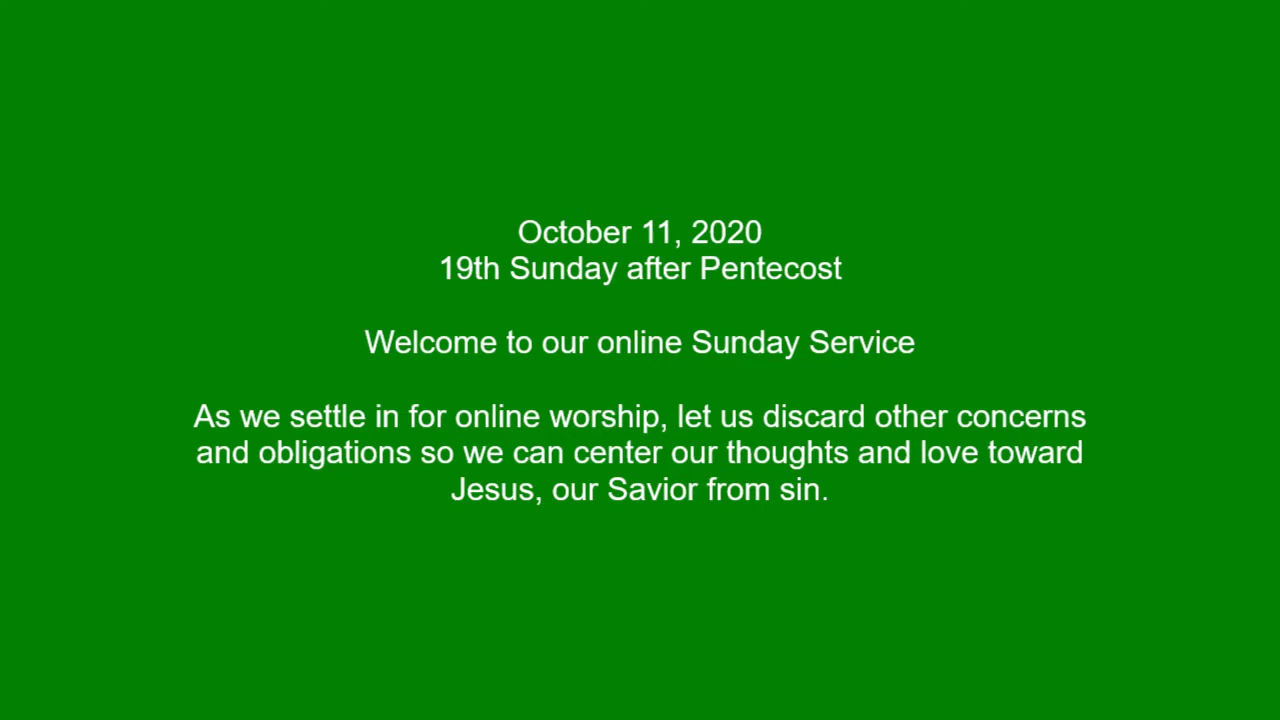 October 11, 2020
19th Sunday after Pentecost
Welcome to our online Sunday Service
As we settle in for online worship, let us discard other concerns
and obligations so we can center our thoughts and love toward
Jesus, our Savior from sin.